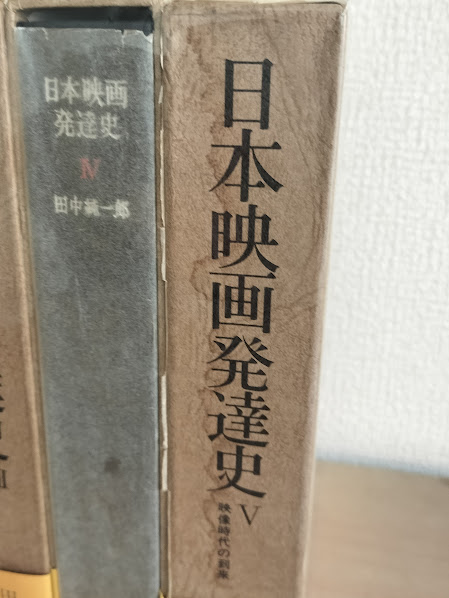 日本映画
発達史
Ⅳ
田中純一郎
日本映画発達史 Ⅴ
映像時代の到来